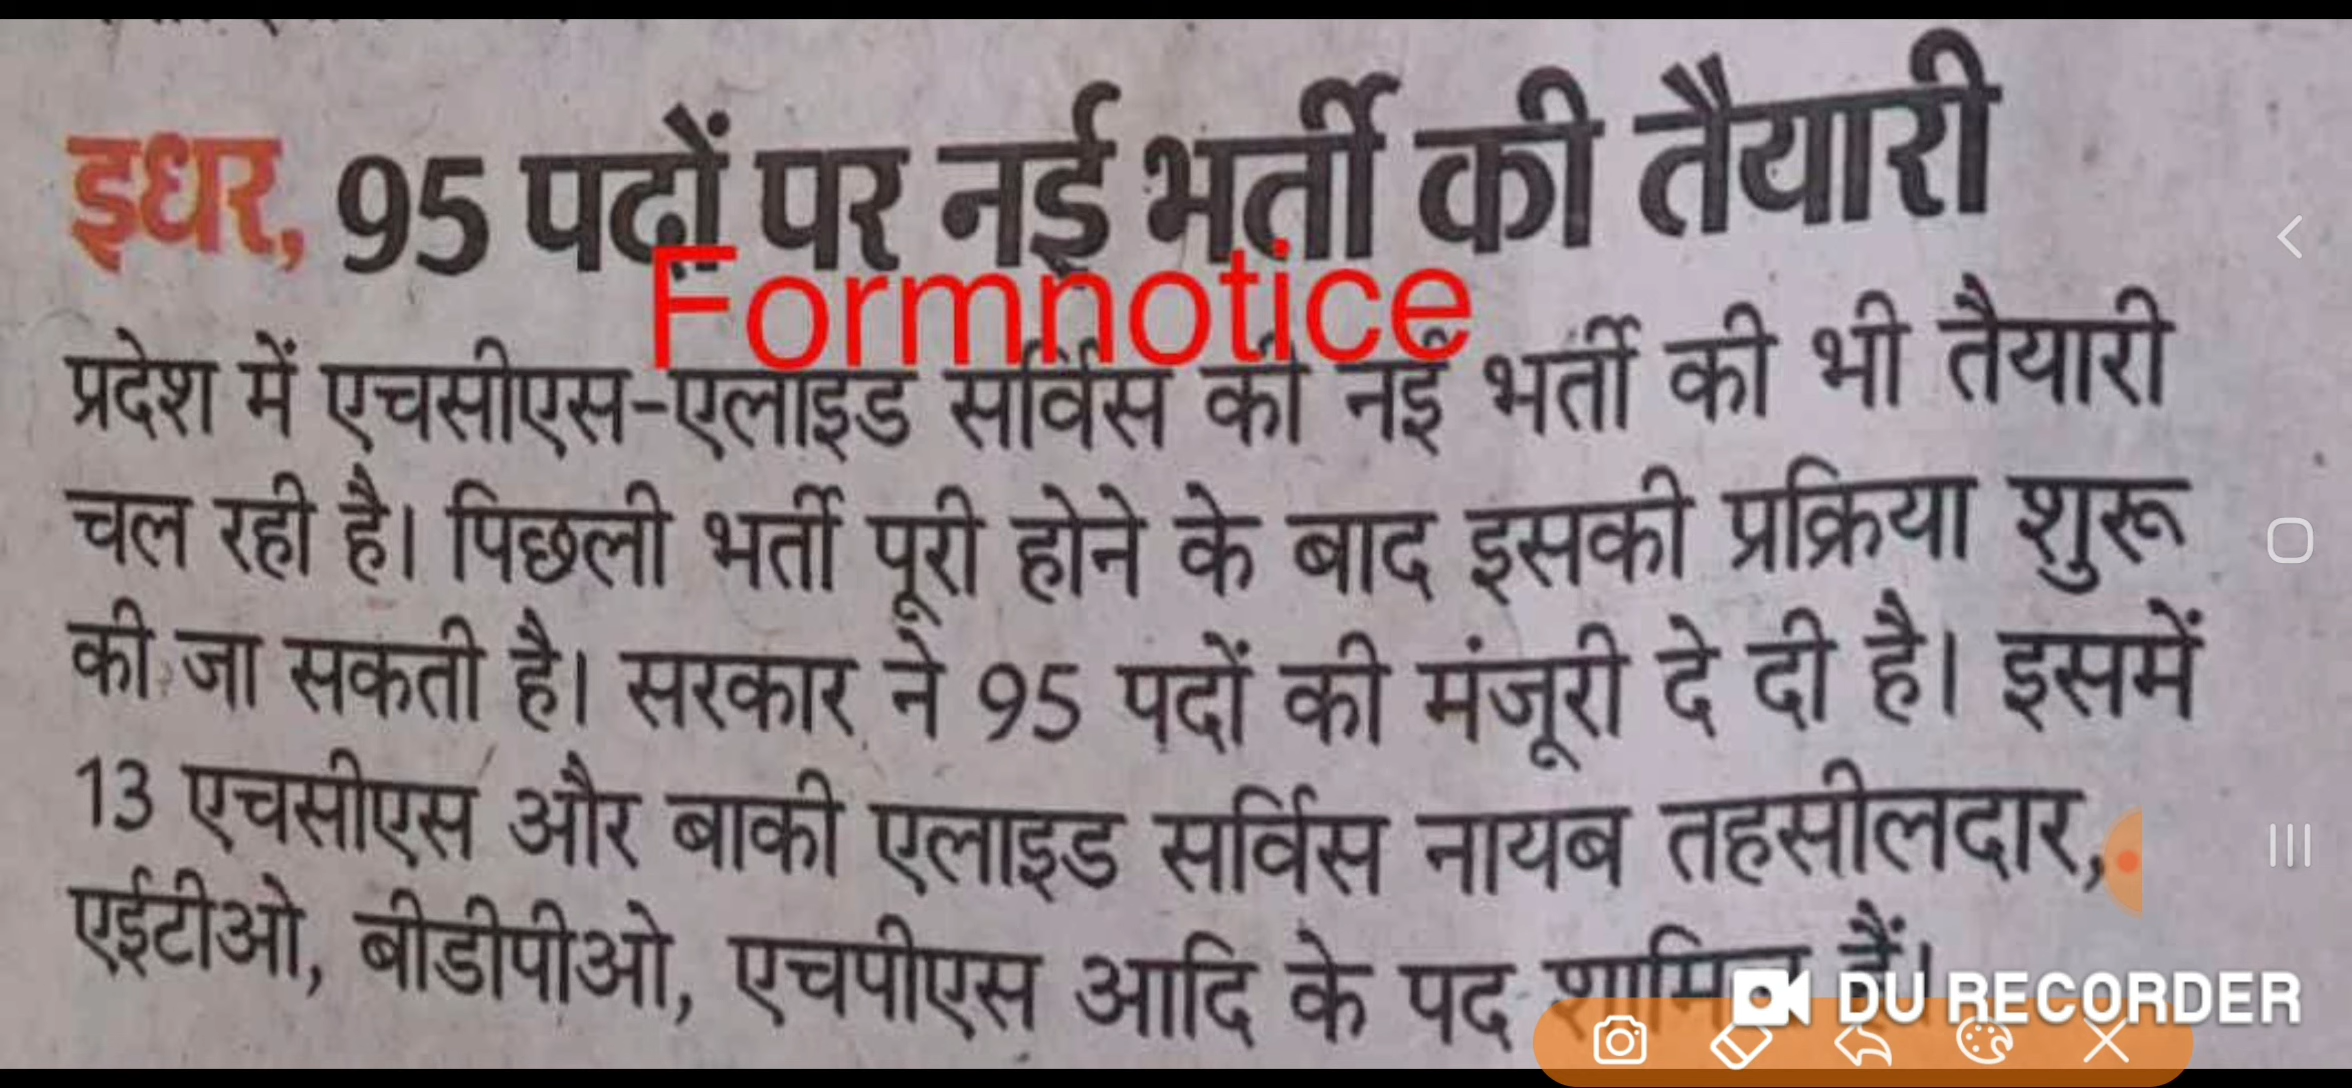 इधर, 95 पदों पर नई भर्ती की तैयारी
Formnotice
प्रदेश में एचसीएस-एलाइड सर्विस की नई भर्ती की भी तैयारी
चल रही है। पिछली भर्ती पूरी होने के बाद इसकी प्रक्रिया शुरू
की जा सकती है। सरकार ने 95 पदों की मंजूरी दे दी है। इसमें
13 एचसीएस और बाकी एलाइड सर्विस नायब तहसीलदार,
एईटीओ, बीडीपीओ, एचपीएस आदि के पद शामिल हैं।
DU RECORDER